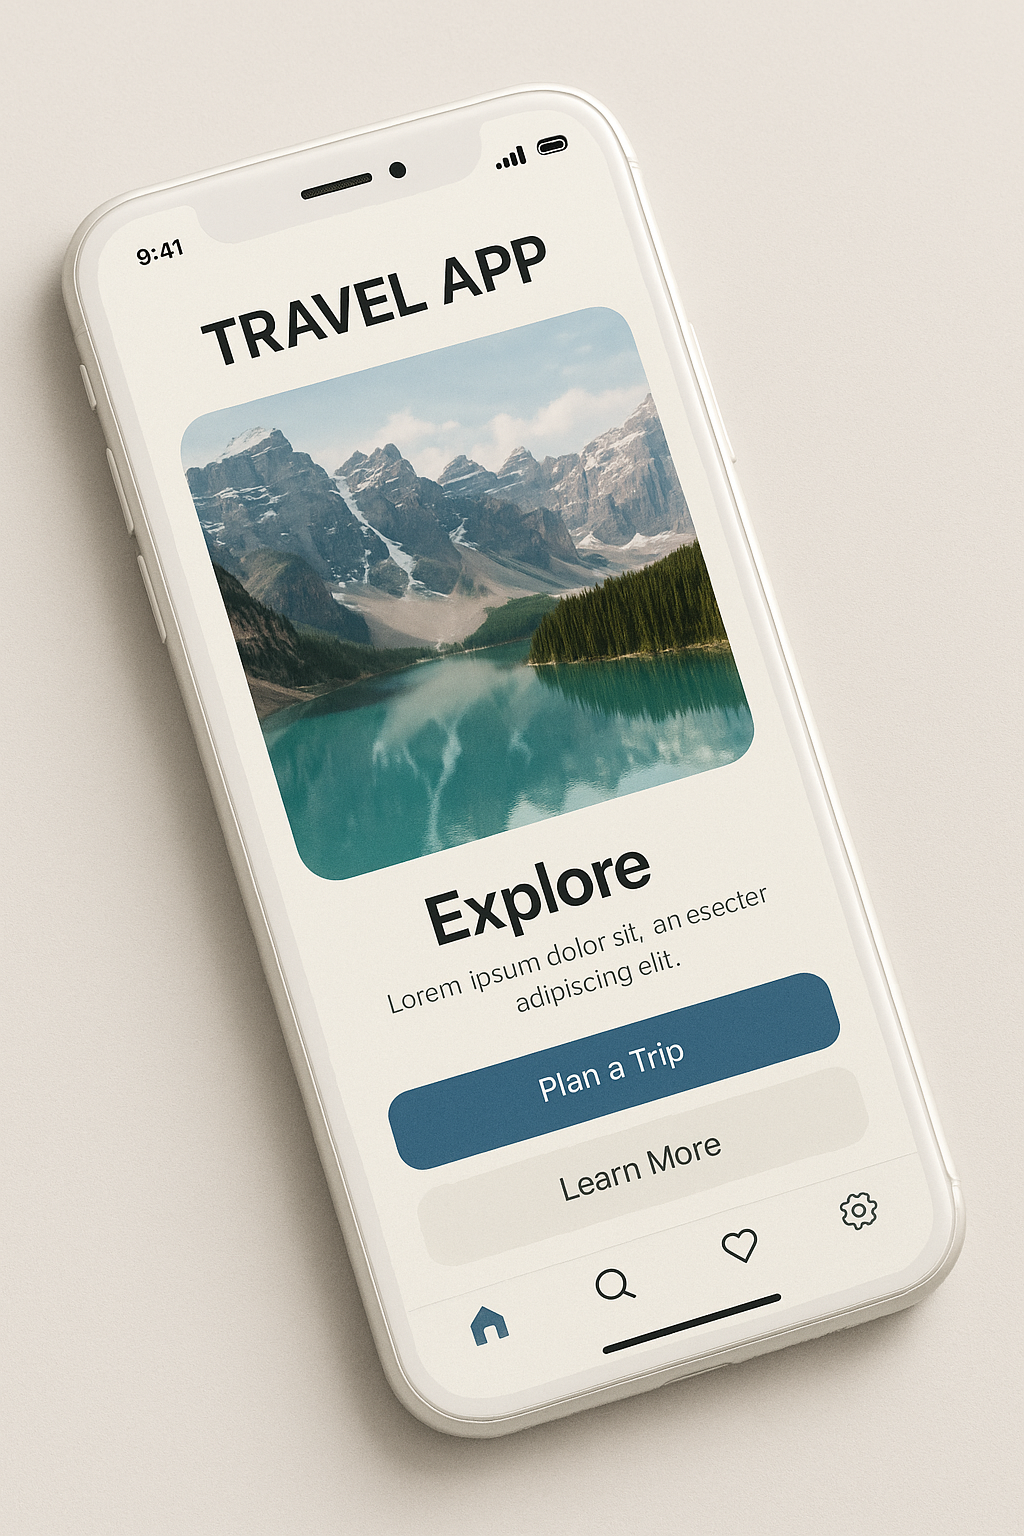 9:41
TRAVEL APP
Explore
Lorem ipsum dolor sit, an esecter
adipiscing elit.
Plan a Trip
Learn More